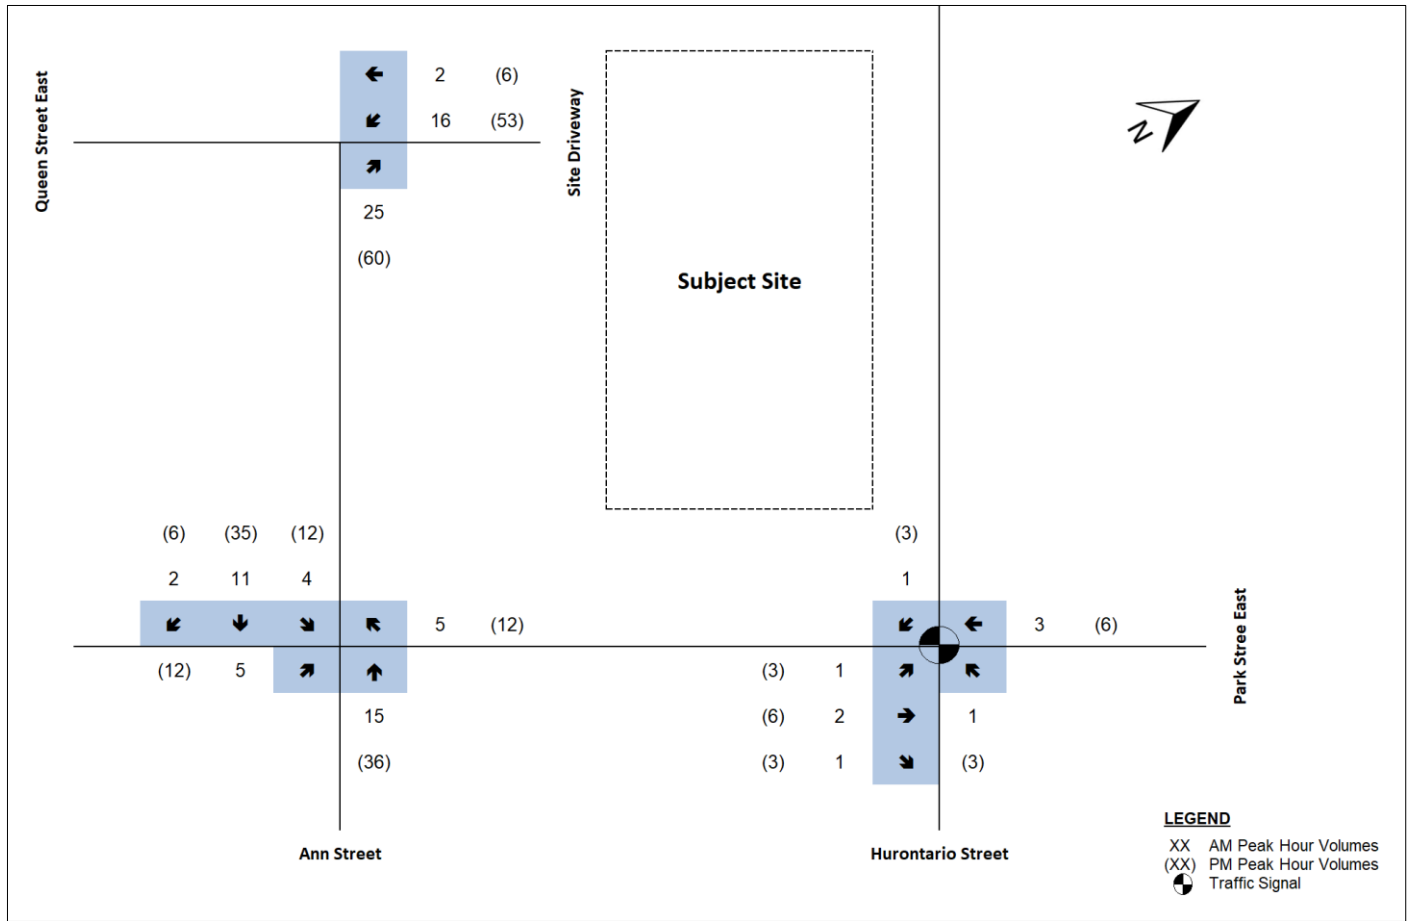 Queen Street East
2 (6)
16 (53)
25
(60)
Site Driveway
Subject Site
N
(6) (35) (12)
2 11 4
5 (12)
(12) 5
15
(36)
(3)
1
3 (6)
(3) 1
(6) 2 1
(3) 1 (3)
Park Stree East
Ann Street
Hurontario Street
LEGEND
XX AM Peak Hour Volumes
(XX) PM Peak Hour Volumes
Traffic Signal